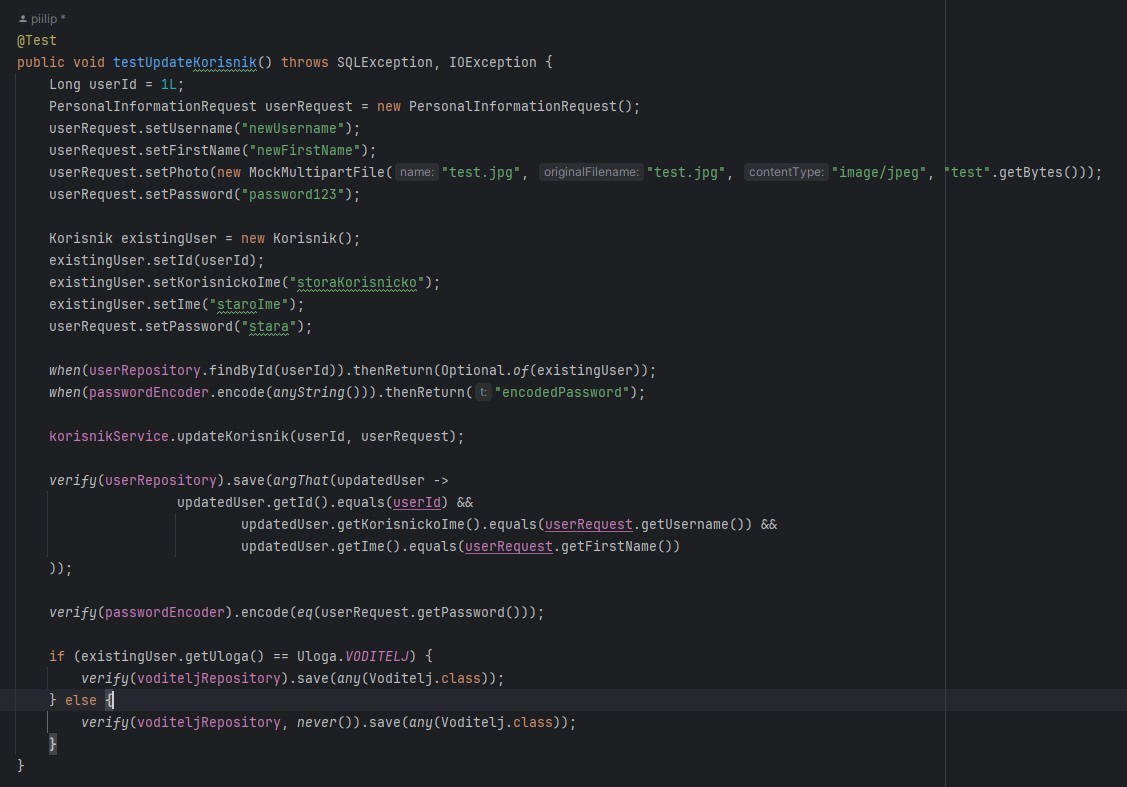 piilip *
@Test
public void testUpdateKorisnik() throws SQLException, IOException {
    Long userId = 1L;
    PersonalInformationRequest userRequest = new PersonalInformationRequest();
    userRequest.setUsername("newUsername");
    userRequest.setFirstName("newFirstName");
    userRequest.setPhoto(new MockMultipartFile( name: "test.jpg", originalFilename: "test.jpg", contentType: "image/jpeg", "test".getBytes()));
    userRequest.setPassword("password123");

    Korisnik existingUser = new Korisnik();
    existingUser.setId(userId);
    existingUser.setKorisnickoIme("storaKorisnicko");
    existingUser.setIme("staroIme");
    userRequest.setPassword("stara");

    when(userRepository.findById(userId)).thenReturn(Optional.of(existingUser));
    when(passwordEncoder.encode(anyString())).thenReturn( t: "encodedPassword");

    korisnikService.updateKorisnik(userId, userRequest);

    verify(userRepository).save(argThat(updatedUser ->
                    updatedUser.getId().equals(userId) &&
                            updatedUser.getKorisnickoIme().equals(userRequest.getUsername()) &&
                            updatedUser.getIme().equals(userRequest.getFirstName())
    ));

    verify(passwordEncoder).encode(eq(userRequest.getPassword()));

    if (existingUser.getUloga() == Uloga.VODITELJ) {
        verify(voditeljRepository).save(any(Voditelj.class));
    } else {
        verify(voditeljRepository, never()).save(any(Voditelj.class));
    }
}